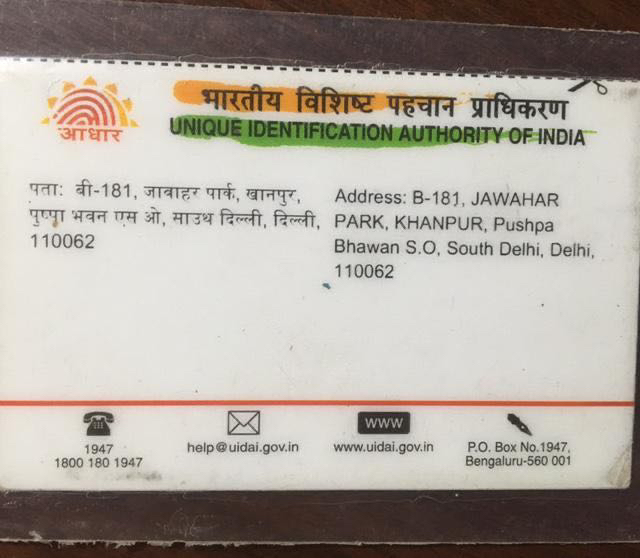 भारतीय विशिष्ट पहचान प्राधिकरण
UNIQUE IDENTIFICATION AUTHORITY OF INDIA
आधार
पता: बी-181, जावाहर पार्क, खानपुर,
पुष्पा भवन एस ओ, साउथ दिल्ली, दिल्ली,
110062
Address: B-181, JAWAHAR
PARK, KHANPUR, Pushpa
Bhawan S.O, South Delhi, Delhi,
110062
1947
1800 180 1947
help@uidai.gov.in
www
www.uidai.gov.in
P.O. Box No.1947,
Bengaluru-560 001